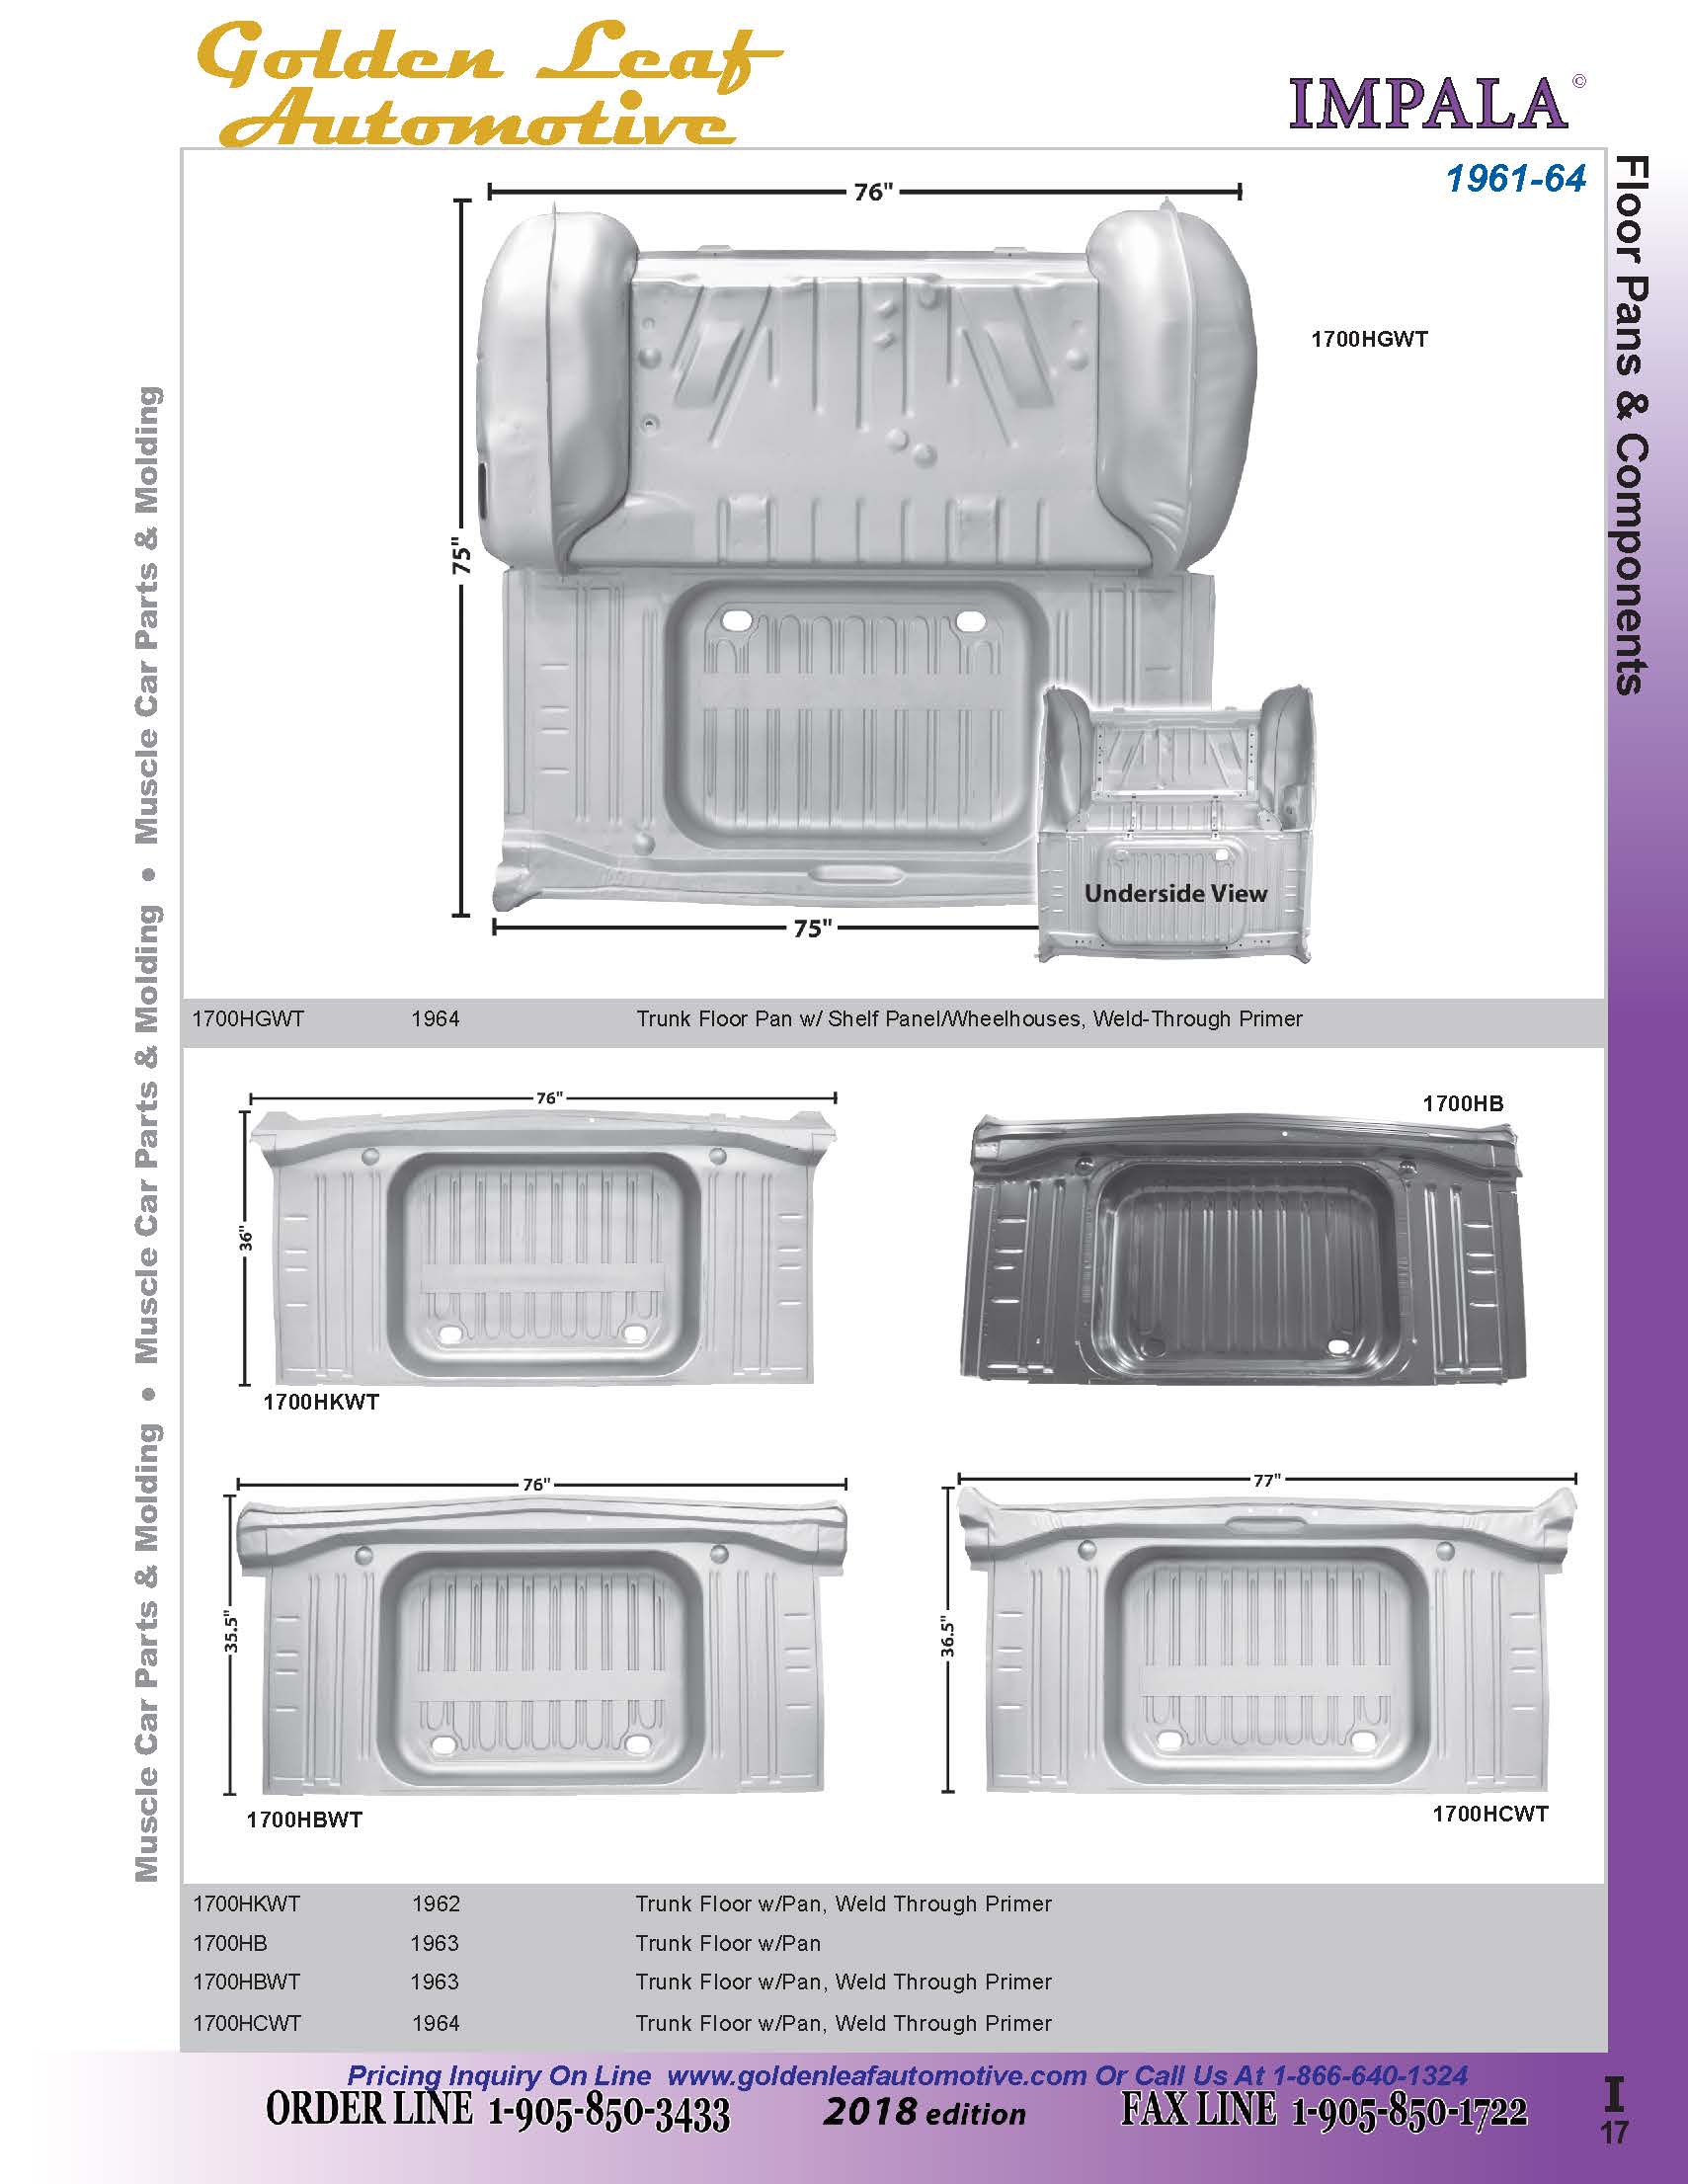 Golden Leaf
Automotive
IMPALA©
1961-64
Floor Pans & Components
Muscle Car Parts & Molding • Muscle Car Parts & Molding • Muscle Car Parts & Molding
76"
1700HGWT
75"
Underside View
75"
1700HGWT 1964 Trunk Floor Pan w/ Shelf Panel/Wheelhouses, Weld-Through Primer
76"
1700HB
36"
1700HKWT
76"
77"
35.5"
36.5"
1700HBWT
1700HCWT
1700HKWT 1962 Trunk Floor w/Pan, Weld Through Primer
1700HB 1963 Trunk Floor w/Pan
1700HBWT 1963 Trunk Floor w/Pan, Weld Through Primer
1700HCWT 1964 Trunk Floor w/Pan, Weld Through Primer
Pricing Inquiry On Line www.goldenleafautomotive.com Or Call Us At 1-866-640-1324
ORDER LINE 1-905-850-3433 2018 edition FAX LINE 1-905-850-1722
I
17